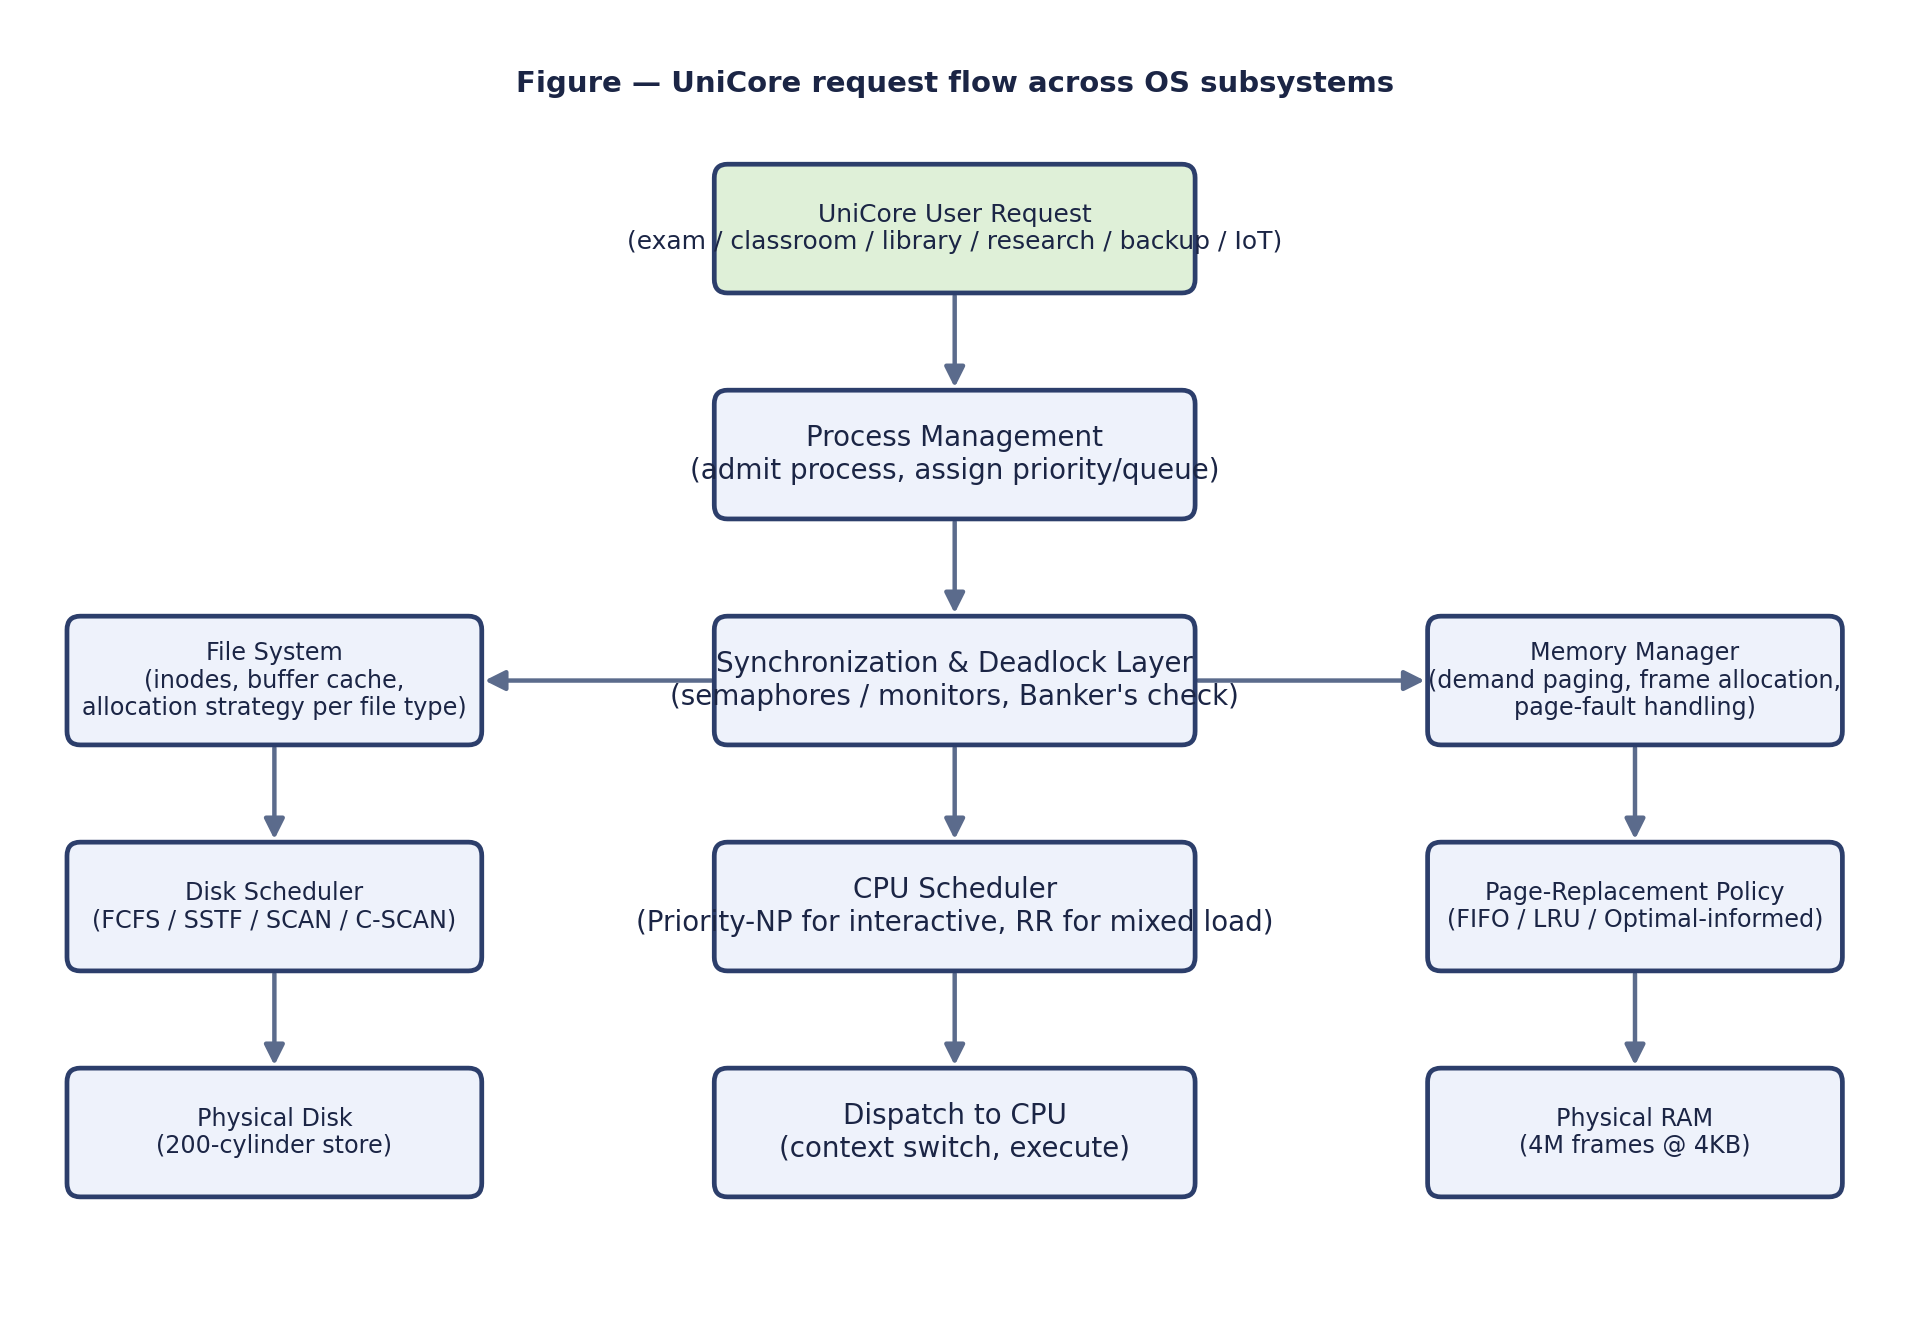 Figure — UniCore request flow across OS subsystems
UniCore User Request
(exam / classroom / library / research / backup / IoT)
Process Management
(admit process, assign priority/queue)
File System
(inodes, buffer cache,
allocation strategy per file type)
Synchronization & Deadlock Layer
(semaphores / monitors, Banker's check)
Memory Manager
(demand paging, frame allocation,
page-fault handling)
Disk Scheduler
(FCFS / SSTF / SCAN / C-SCAN)
CPU Scheduler
(Priority-NP for interactive, RR for mixed load)
Page-Replacement Policy
(FIFO / LRU / Optimal-informed)
Physical Disk
(200-cylinder store)
Dispatch to CPU
(context switch, execute)
Physical RAM
(4M frames @ 4KB)